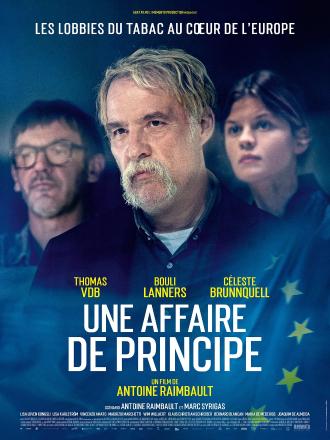 LES LOBBIES DU TABAC AU CŒUR DE L'EUROPE
THOMAS
VDB
BOULI
LANNERS
CÉLESTE
BRUNNQUELL
UNE AFFAIRE
DE PRINCIPE
UN FILM DE
ANTOINE RAIMBAULT
SCÉNARIO ANTOINE RAIMBAULT ET MARC SYRIGAS